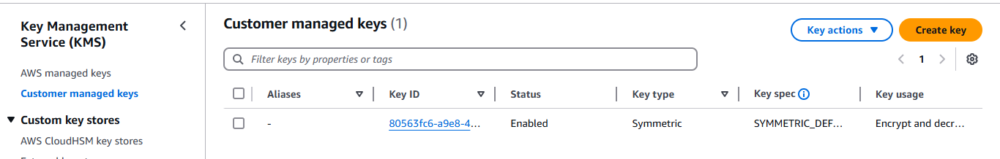 Key Management
Service (KMS)
AWS managed keys
Customer managed keys
Custom key stores
AWS CloudHSM key stores
Customer managed keys (1)
Key actions
Create key
Filter keys by properties or tags
1
Aliases Key ID Status Key type Key spec Key usage
- 80563fc6-a9e8-4... Enabled Symmetric SYMMETRIC_DEF... Encrypt and decr...